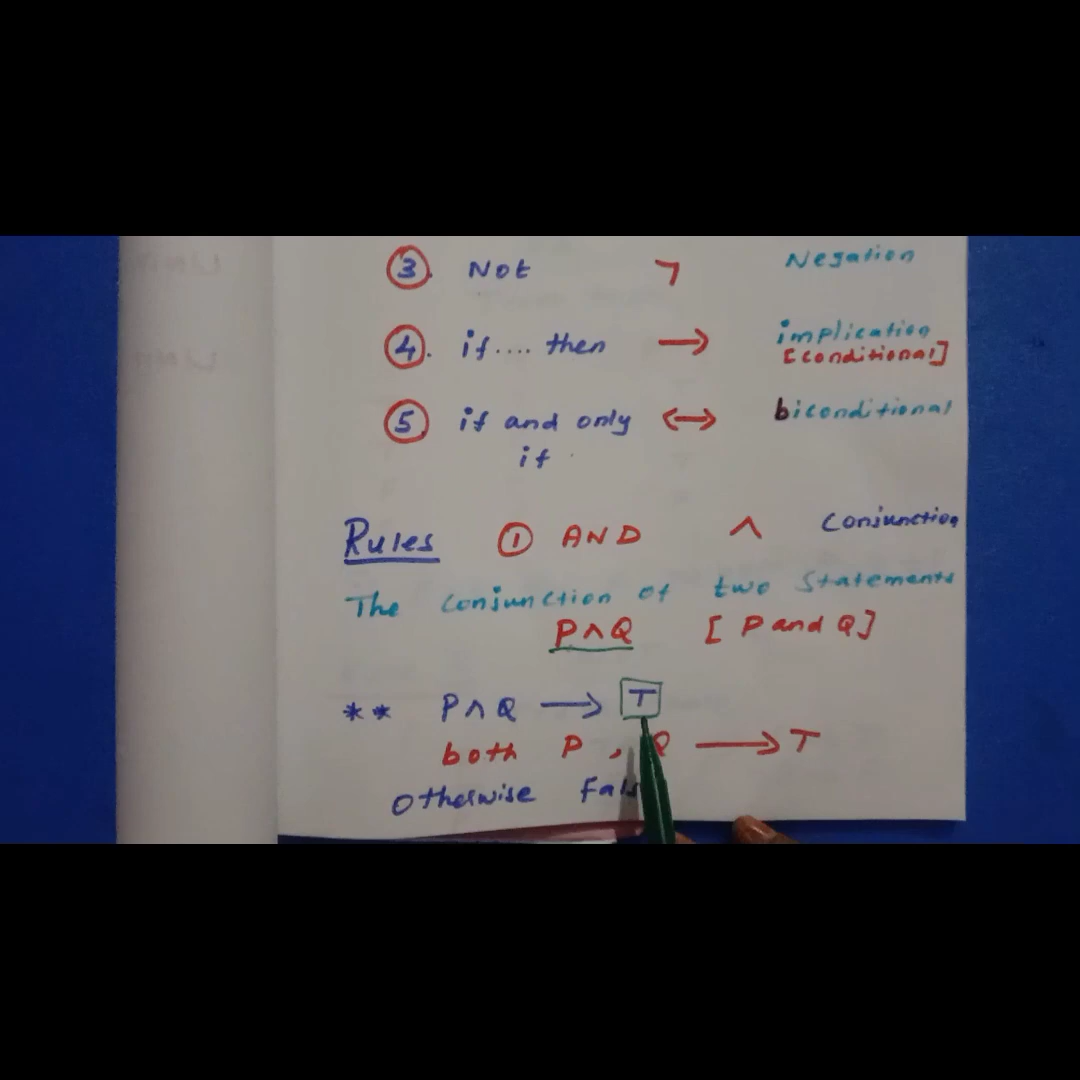 3. Not ¬ Negation
4. if.... then → implication
[conditional]
5 if and only ↔ biconditional
if
Rules 1 AND ∧ Conjunction
The conjunction of two statements
P∧Q [P and Q]
** P∧Q → T
both P , Q → T
Otherwise